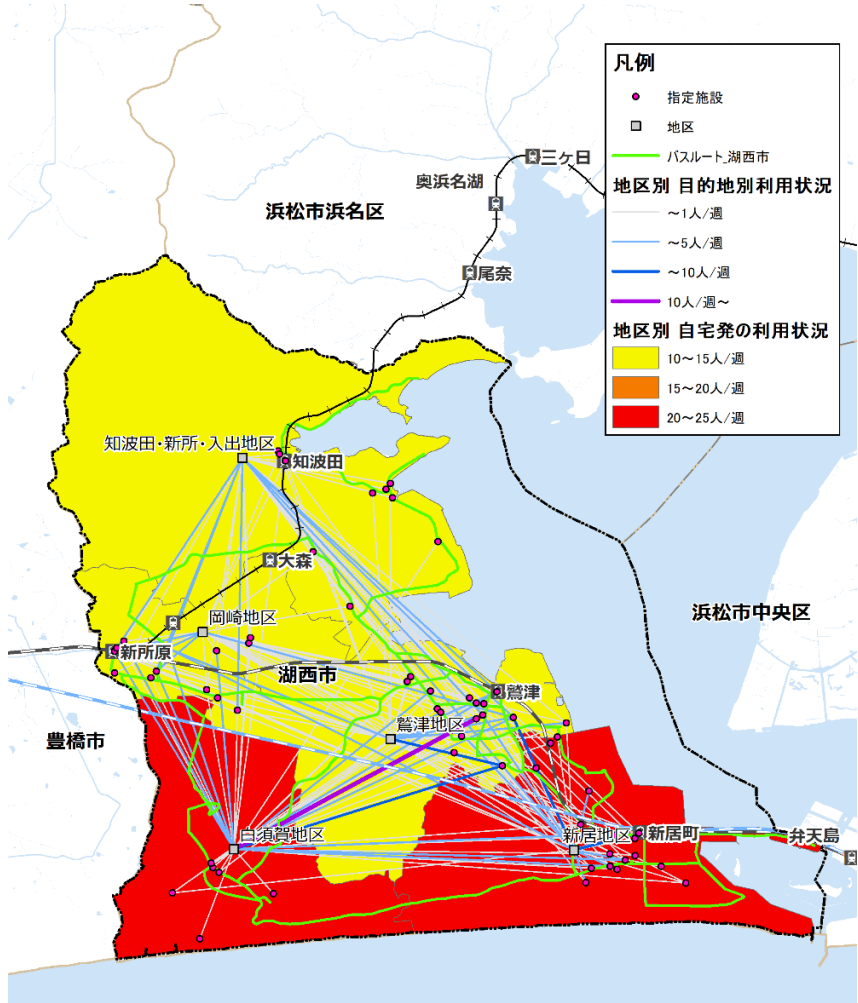 凡例
指定施設
地区
バスルート_湖西市
地区別 目的地別利用状況
～1人/週
～5人/週
～10人/週
10人/週～
地区別 自宅発の利用状況
10～15人/週
15～20人/週
20～25人/週
三ヶ日
奥浜名湖
浜松市浜名区
尾奈
知波田・新所・入出地区
知波田
大森
浜松市中央区
岡崎地区
新所原
湖西市
鷲津
鷲津地区
豊橋市
白須賀地区
新居地区
新居町
弁天島